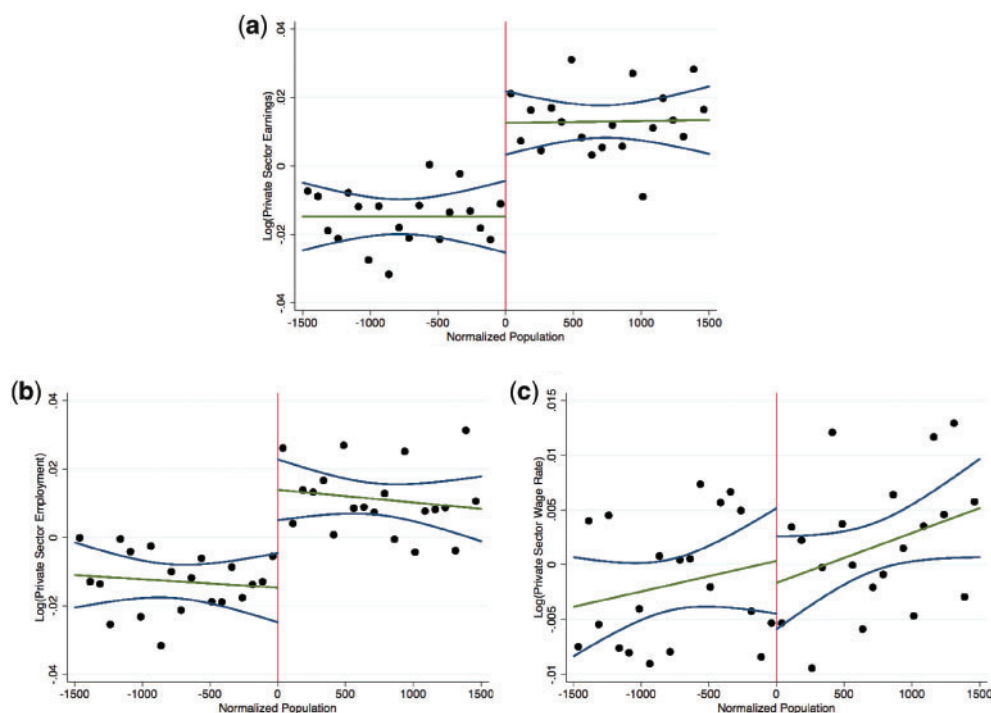 (a)
Log(Private Sector Earnings)
.04
.02
0
-.02
-.04
-1500 -1000 -500 0 500 1000 1500
Normalized Population
(b)
Log(Private Sector Employment)
.04
.02
0
-.02
-.04
-1500 -1000 -500 0 500 1000 1500
Normalized Population
(c)
Log(Private Sector Wage Rate)
.015
.01
.005
0
-.005
-.01
-1500 -1000 -500 0 500 1000 1500
Normalized Population